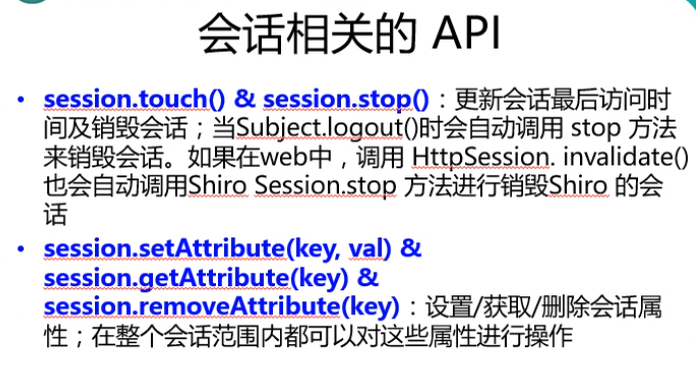 会话相关的 API
• session.touch() & session.stop()：更新会话最后访问时
间及销毁会话；当Subject.logout()时会自动调用 stop 方法
来销毁会话。如果在web中，调用 HttpSession. invalidate()
也会自动调用Shiro Session.stop 方法进行销毁Shiro 的会
话
• session.setAttribute(key, val) &
session.getAttribute(key) &
session.removeAttribute(key)：设置/获取/删除会话属
性；在整个会话范围内都可以对这些属性进行操作